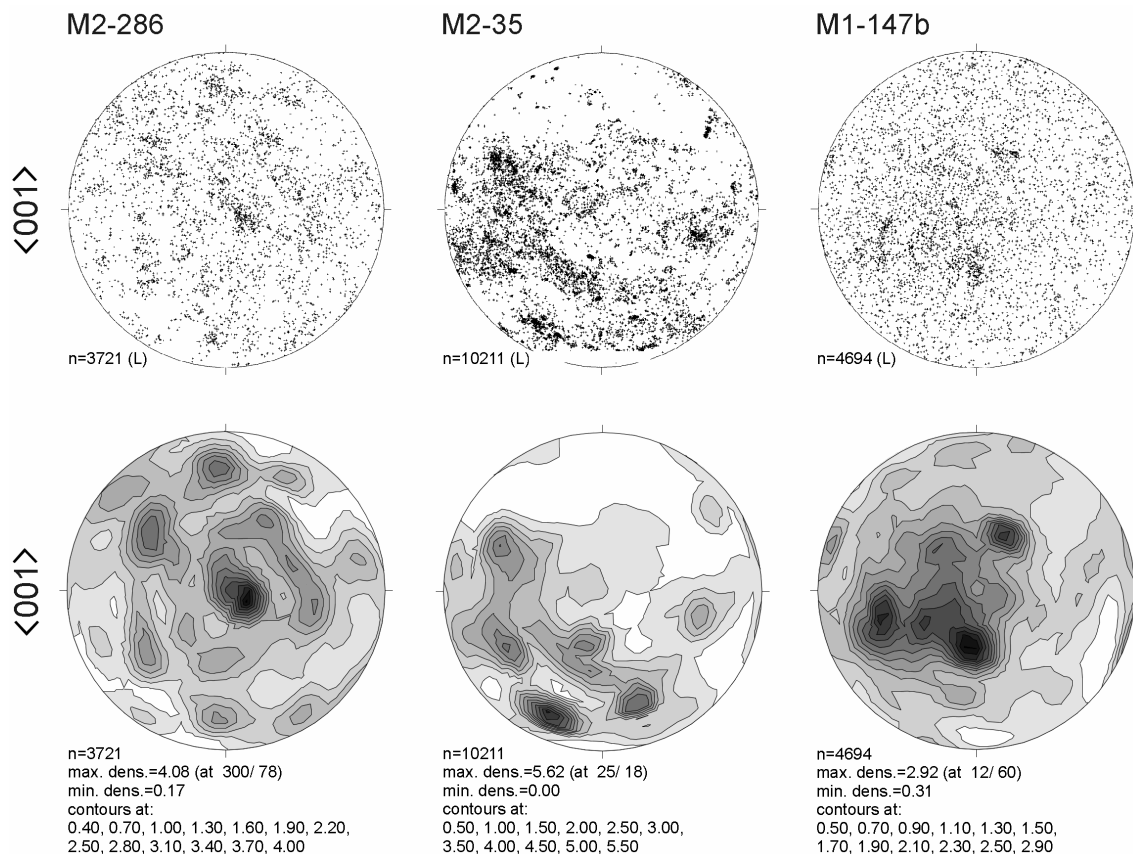 M2-286
M2-35
M1-147b
<001>
n=3721 (L)
n=10211 (L)
n=4694 (L)
<001>
n=3721
max. dens.=4.08 (at 300/ 78)
min. dens.=0.17
contours at:
0.40, 0.70, 1.00, 1.30, 1.60, 1.90, 2.20,
2.50, 2.80, 3.10, 3.40, 3.70, 4.00
n=10211
max. dens.=5.62 (at 25/ 18)
min. dens.=0.00
contours at:
0.50, 1.00, 1.50, 2.00, 2.50, 3.00,
3.50, 4.00, 4.50, 5.00, 5.50
n=4694
max. dens.=2.92 (at 12/ 60)
min. dens.=0.31
contours at:
0.50, 0.70, 0.90, 1.10, 1.30, 1.50,
1.70, 1.90, 2.10, 2.30, 2.50, 2.90